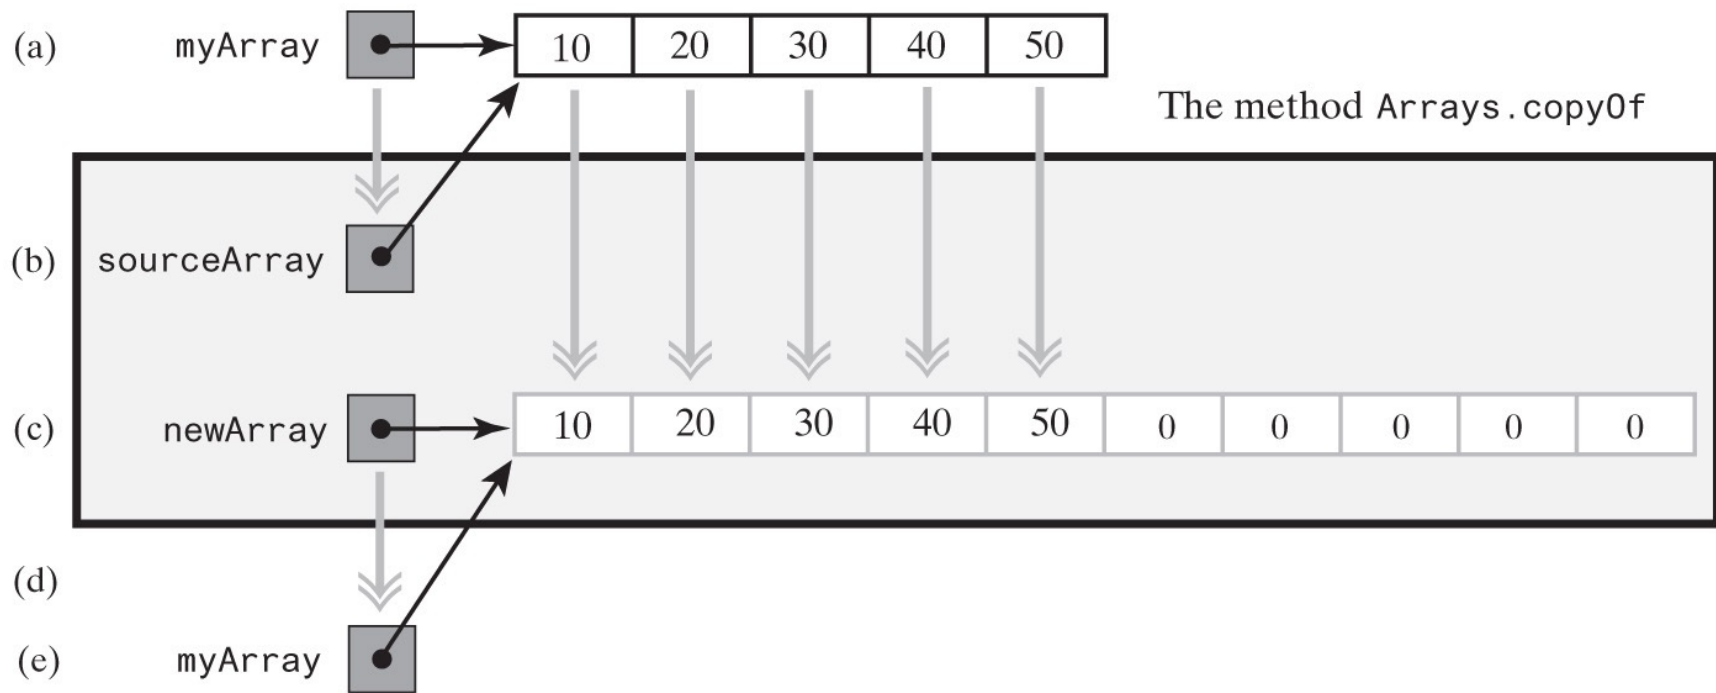 (a) myArray 10 20 30 40 50
The method Arrays.copyOf
(b) sourceArray
(c) newArray 10 20 30 40 50 0 0 0 0 0
(d)
(e) myArray